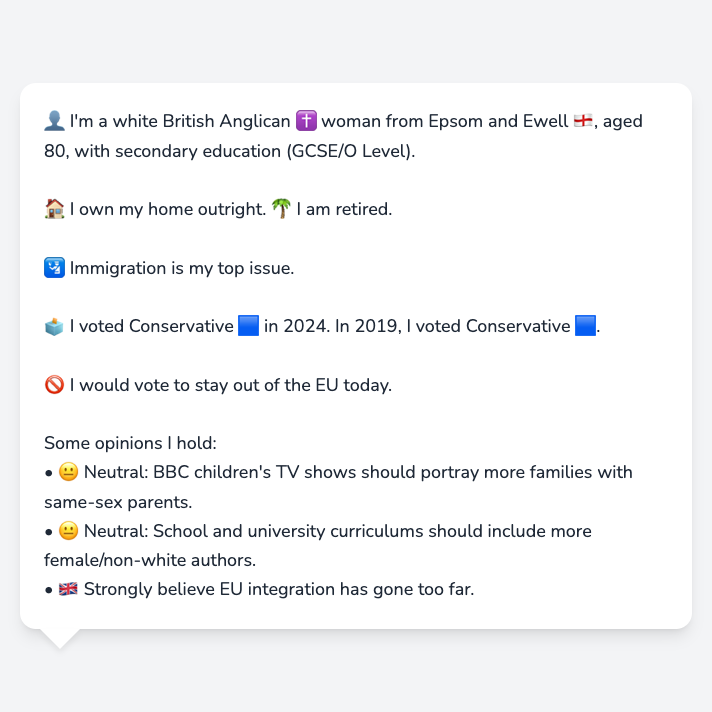 👤 I'm a white British Anglican ✝️ woman from Epsom and Ewell 🏴󠁧󠁢󠁥󠁮󠁧󠁿, aged
80, with secondary education (GCSE/O Level).
🏠 I own my home outright. 🌴 I am retired.
🛂 Immigration is my top issue.
🗳️ I voted Conservative 🟦 in 2024. In 2019, I voted Conservative 🟦.
🚫 I would vote to stay out of the EU today.
Some opinions I hold:
• 😐 Neutral: BBC children's TV shows should portray more families with
same-sex parents.
• 😐 Neutral: School and university curriculums should include more
female/non-white authors.
• 🇬🇧 Strongly believe EU integration has gone too far.